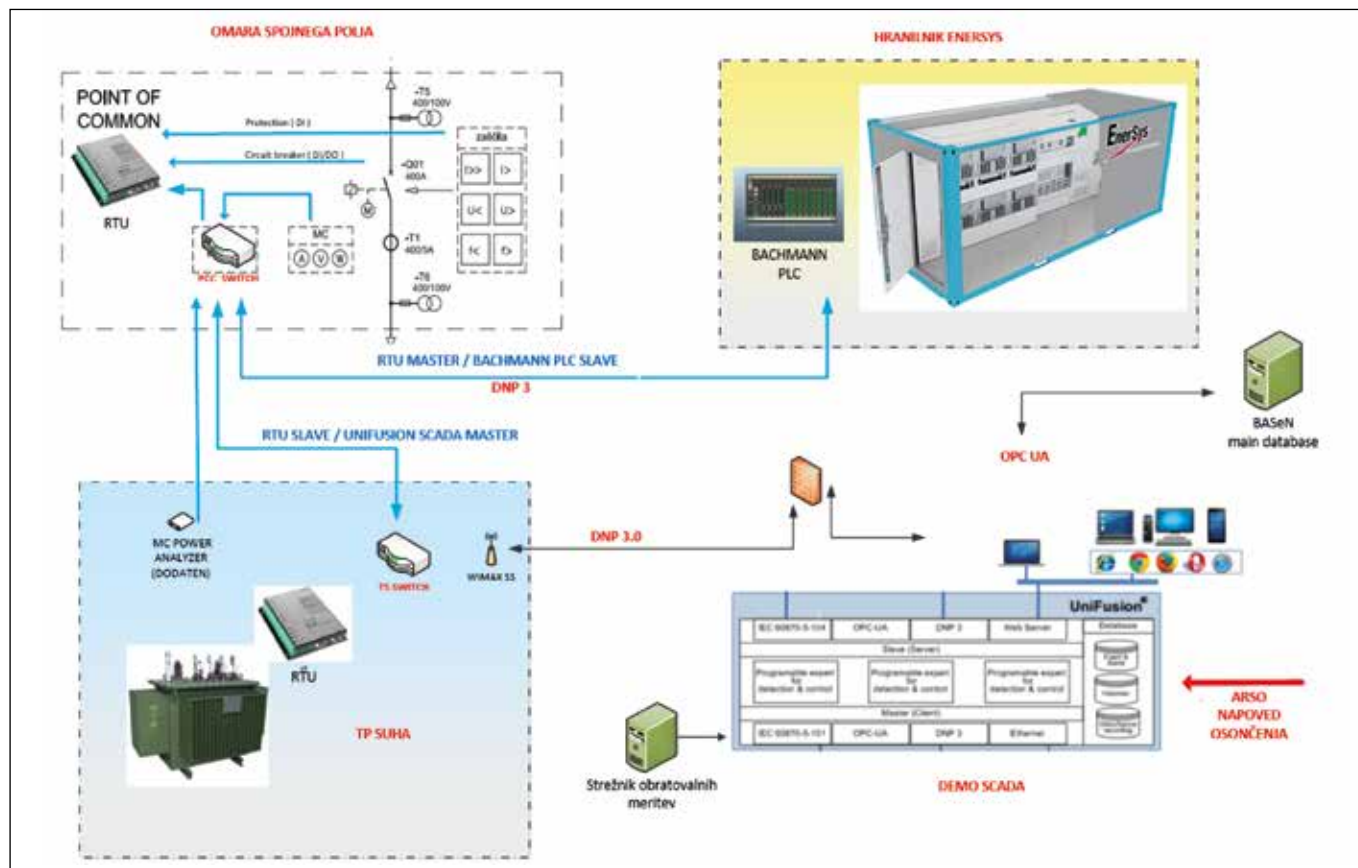 OMARA SPOJNEGA POLJA
POINT OF
COMMON
RTU
Protection ( DI )
Circuit breaker ( DI/DO )
PCC SWITCH
MC
A V W
-T5
400/100V
-Q01
400A
M
-T1
400/5A
-T6
400/100V
zaščita
I>> I>
U< U>
f< f>
HRANILNIK ENERSYS
EnerSys
BACHMANN
PLC
RTU MASTER / BACHMANN PLC SLAVE
DNP 3
RTU SLAVE / UNIFUSION SCADA MASTER
MC POWER
ANALYZER
(DODATEN)
TS SWITCH
WIMAX SS
RTU
TP SUHA
DNP 3.0
OPC UA
BASeN
main database
UniFusion
IEC 60870-5-104 OPC-UA DNP 3 Web Server
Slave (Server)
Programable expert for detection & control
Programable expert for detection & control
Programable expert for detection & control
Master (Client)
IEC 60870-5-101 OPC-UA DNP 3 Ethernet
Database
DEMO SCADA
Strežnik obratovalnih
meritev
ARSO
NAPOVED
OSONČENJA